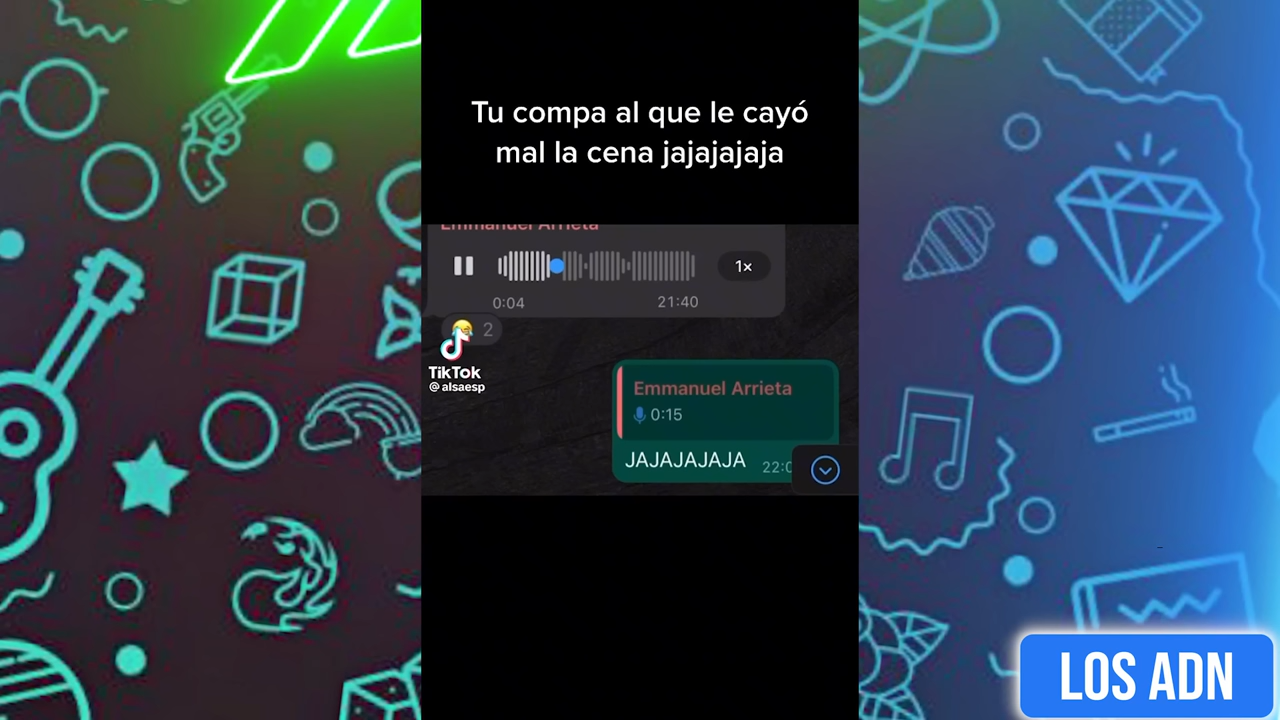 Tu compa al que le cayó
mal la cena jajajajaja
Emmanuel Arrieta
1x
0:04
21:40
2
TikTok
@alsaesp
Emmanuel Arrieta
0:15
JAJAJAJAJA
LOS ADN